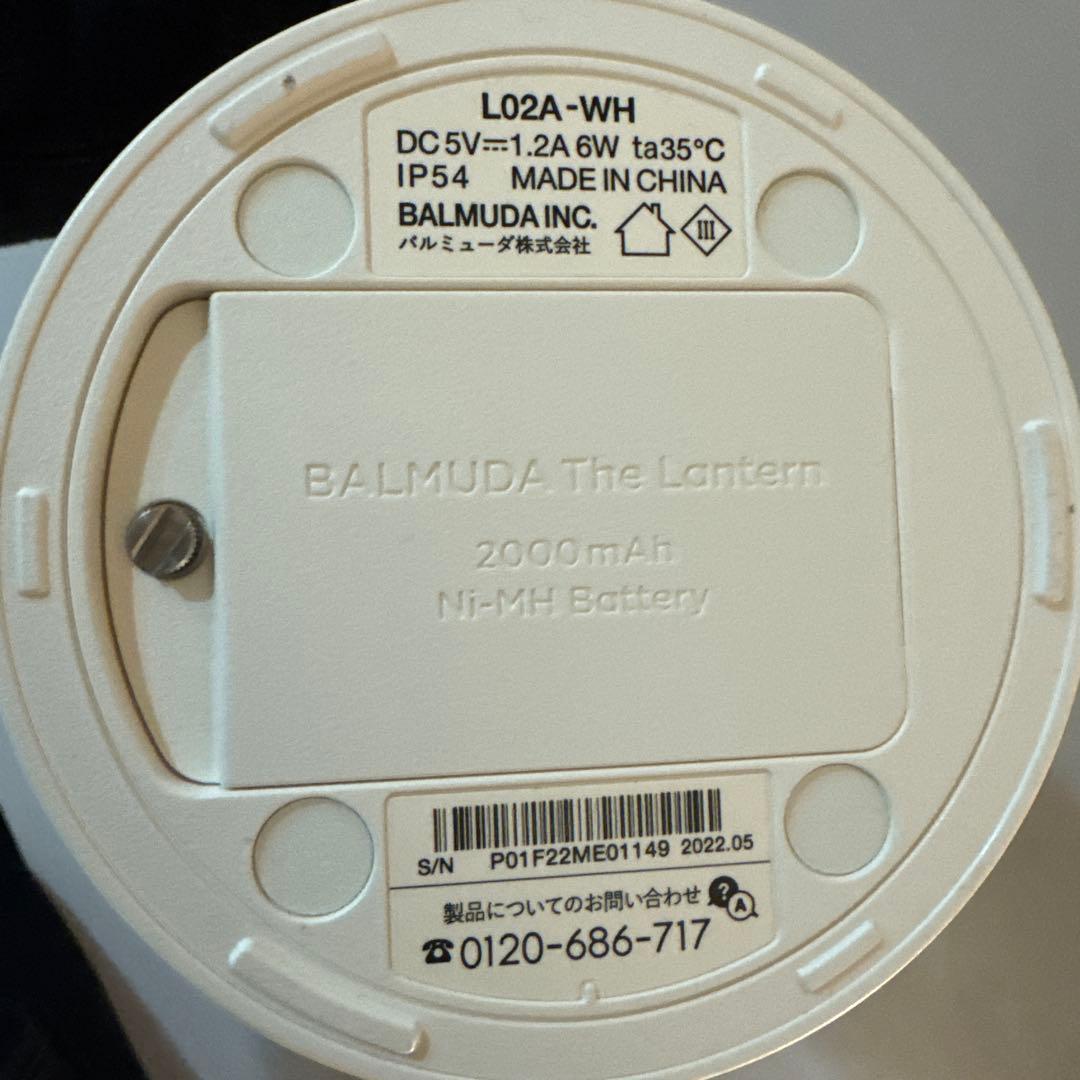 L02A-WH
DC 5V⎓1.2A 6W ta35°C
IP54 MADE IN CHINA
BALMUDA INC.
バルミューダ株式会社
III
BALMUDA The Lantern
2000mAh
Ni-MH Battery
S/N P01F22ME01149 2022.05
製品についてのお問い合わせ ? A
☎0120-686-717